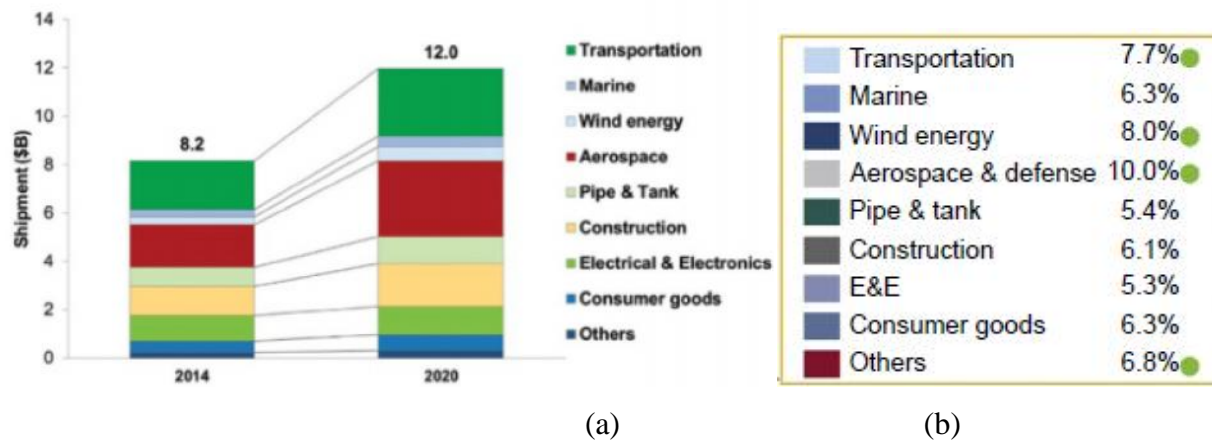 14
12
10
8
6
4
2
0
Shipment ($B)
8.2
12.0
2014
2020
Transportation
Marine
Wind energy
Aerospace
Pipe & Tank
Construction
Electrical & Electronics
Consumer goods
Others
Transportation 7.7%
Marine 6.3%
Wind energy 8.0%
Aerospace & defense 10.0%
Pipe & tank 5.4%
Construction 6.1%
E&E 5.3%
Consumer goods 6.3%
Others 6.8%
(a) (b)